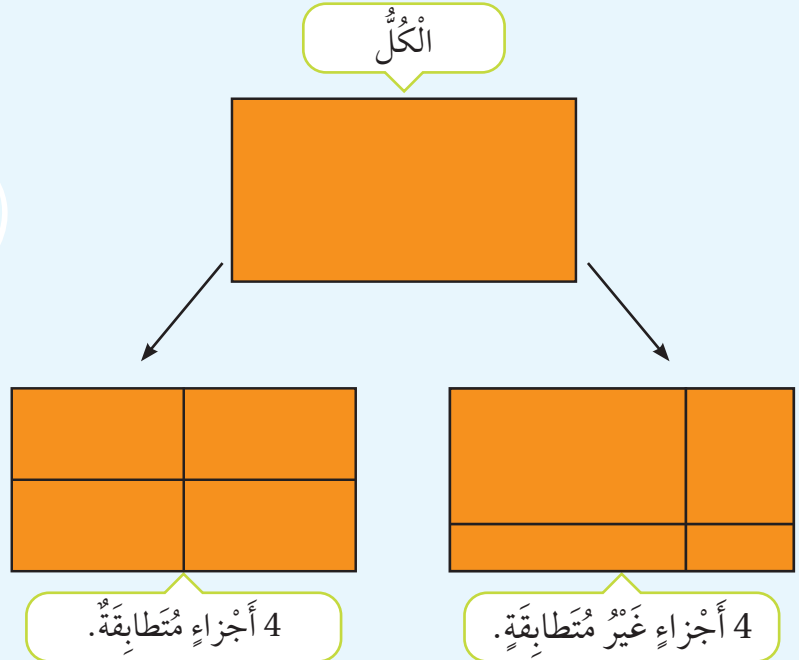 الْكُلُّ
4 أَجْزاءٍ غَيْرُ مُتَطابِقَةٍ.
4 أَجْزاءٍ مُتَطابِقَةٌ.